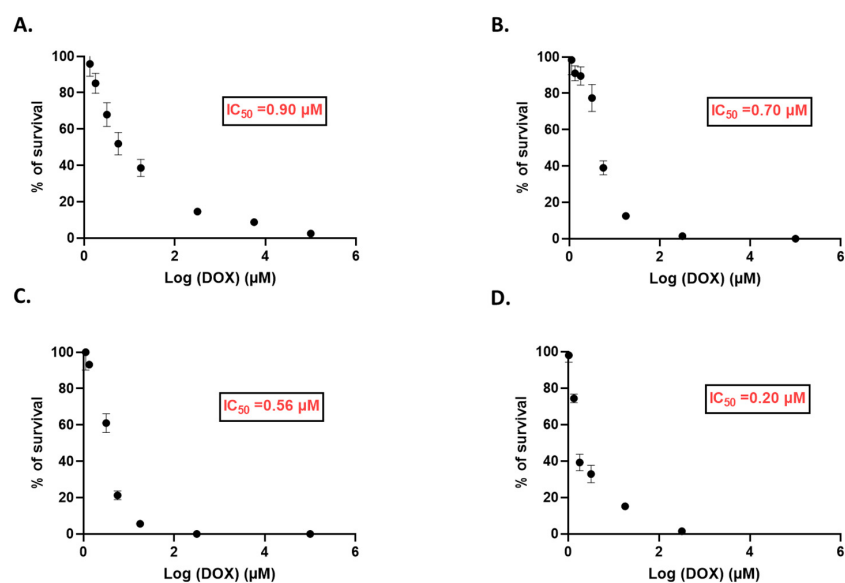 A.
B.
100
80
60
40
20
0
% of survival
IC50 =0.90 µM
0
2
4
6
Log (DOX) (µM)
100
80
60
40
20
0
% of survival
IC50 =0.70 µM
0
2
4
6
Log (DOX) (µM)
C.
D.
100
80
60
40
20
0
% of survival
IC50 =0.56 µM
0
2
4
6
Log (DOX) (µM)
100
80
60
40
20
0
% of survival
IC50 =0.20 µM
0
2
4
6
Log (DOX) (µM)